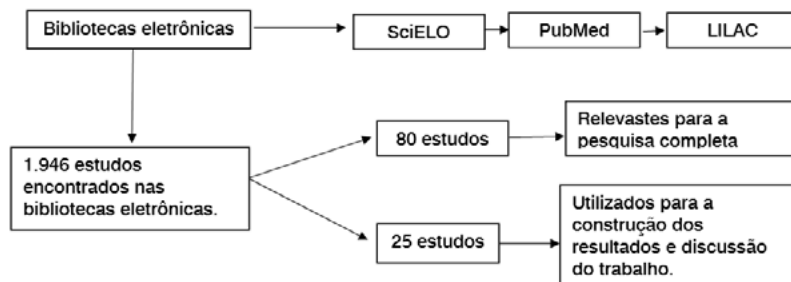 Bibliotecas eletrônicas
SciELO
PubMed
LILAC
1.946 estudos
encontrados nas
bibliotecas eletrônicas.
80 estudos
Relevastes para a
pesquisa completa
25 estudos
Utilizados para a
construção dos
resultados e discussão
do trabalho.